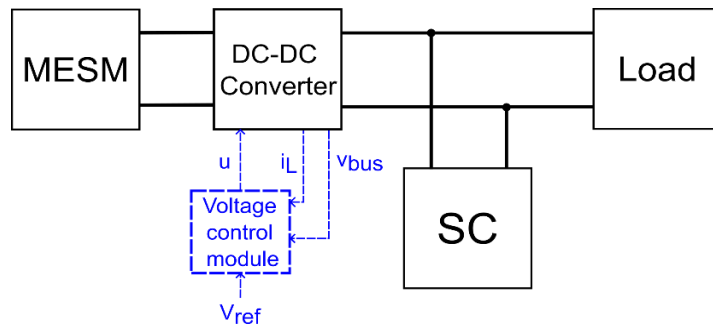 MESM
DC-DC
Converter
Load
u
iL
vbus
Voltage
control
module
SC
Vref